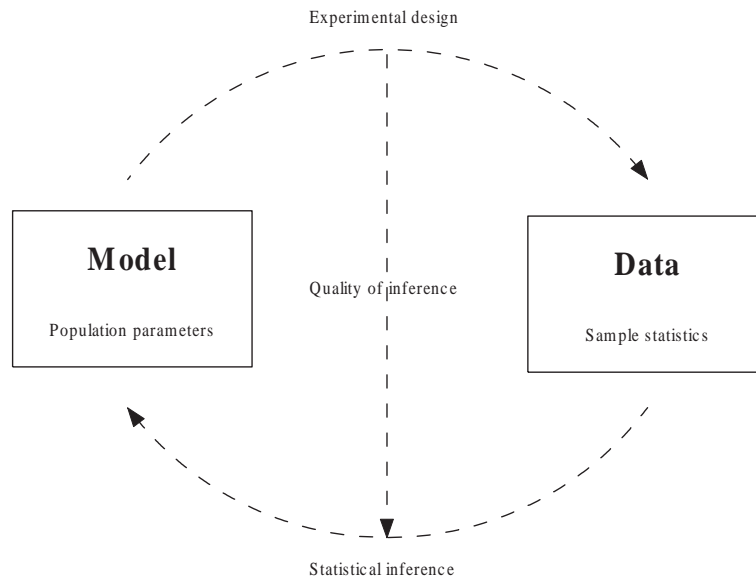 Experimental design
Model
Population parameters
Quality of inference
Data
Sample statistics
Statistical inference